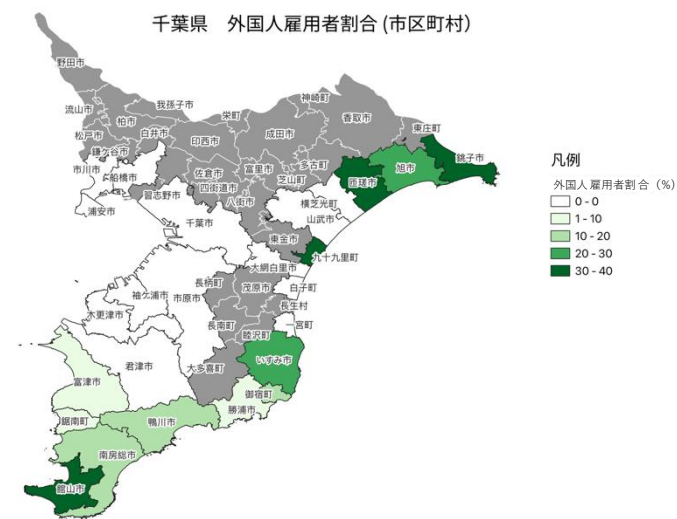 千葉県　外国人雇用者割合 (市区町村)
野田市
流山市
我孫子市
柏市
松戸市
白井市
鎌ケ谷市
市川市
船橋市
浦安市
習志野市
栄町
印西市
成田市
神崎町
香取市
東庄町
銚子市
旭市
匝瑳市
多古町
芝山町
富里市
佐倉市
四街道市
八街市
千葉市
横芝光町
山武市
東金市
九十九里町
大網白里市
白子町
長生村
一宮町
長柄町
茂原市
長南町
睦沢町
いすみ市
大多喜町
市原市
袖ケ浦市
木更津市
君津市
富津市
御宿町
勝浦市
鴨川市
鋸南町
南房総市
館山市
凡例
外国人雇用者割合（%）
0 - 0
1 - 10
10 - 20
20 - 30
30 - 40